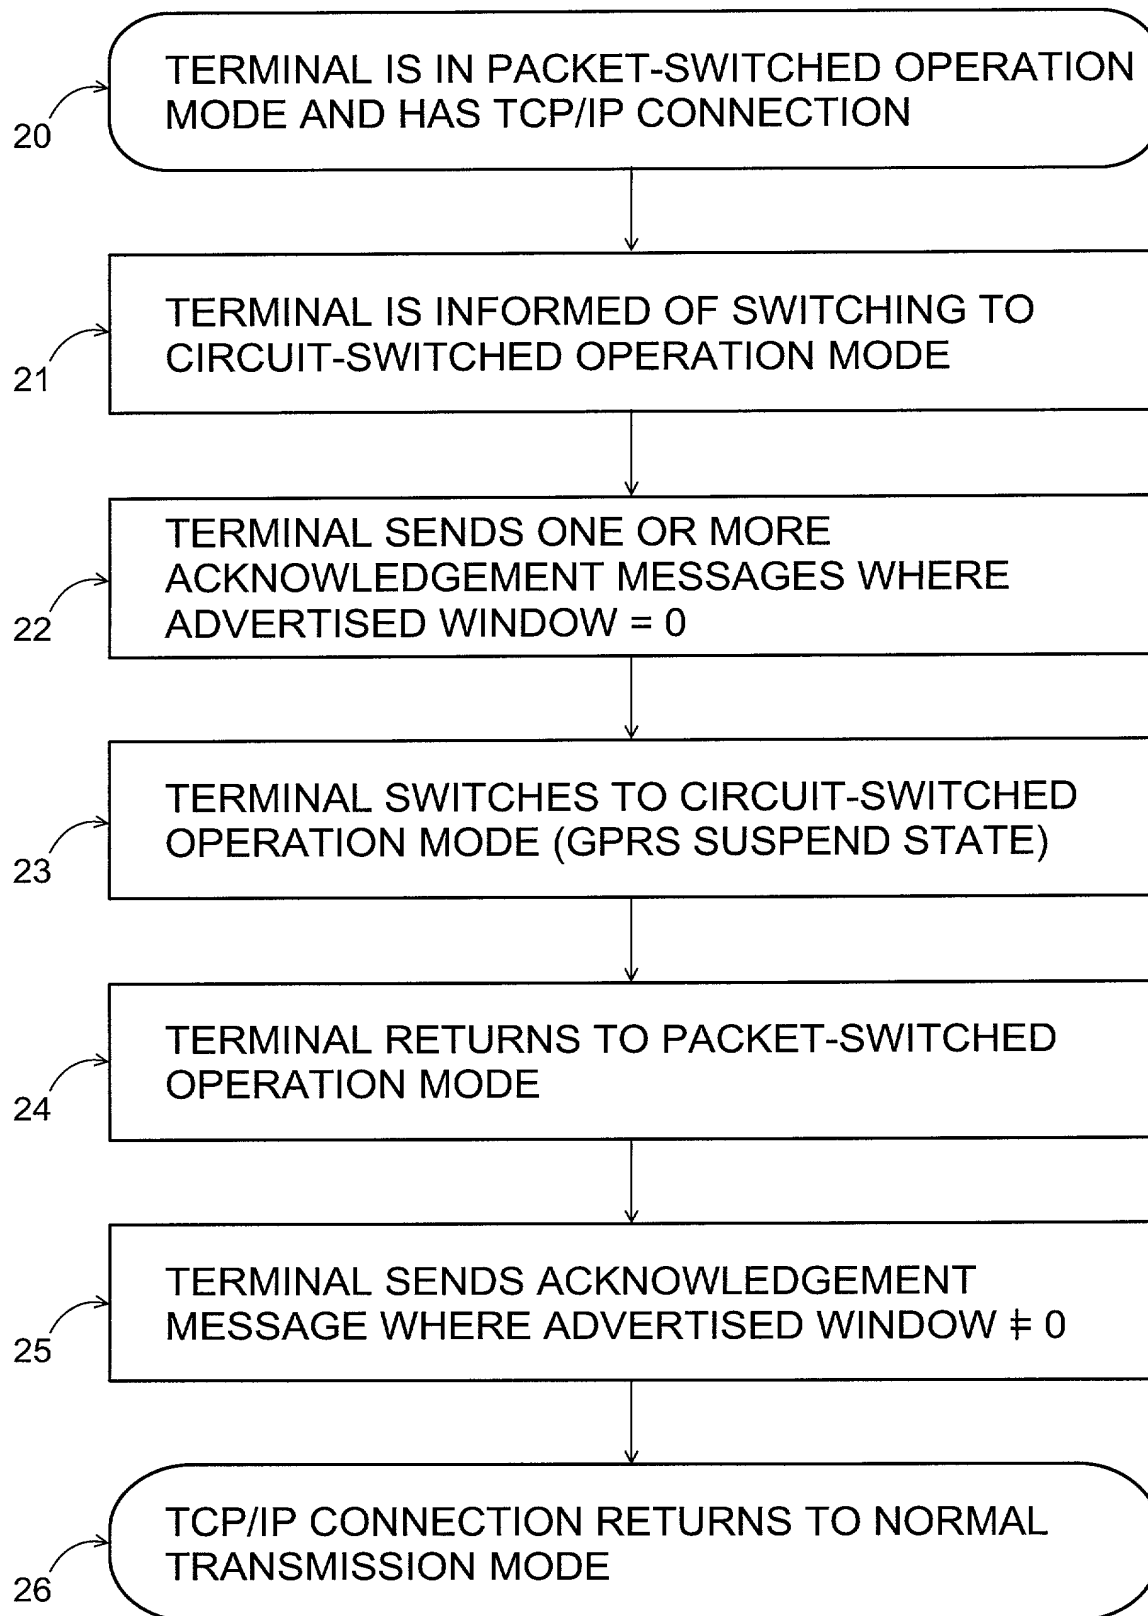 TERMINAL IS IN PACKET-SWITCHED OPERATION
MODE AND HAS TCP/IP CONNECTION
20
TERMINAL IS INFORMED OF SWITCHING TO
CIRCUIT-SWITCHED OPERATION MODE
21
TERMINAL SENDS ONE OR MORE
ACKNOWLEDGEMENT MESSAGES WHERE
ADVERTISED WINDOW = 0
22
TERMINAL SWITCHES TO CIRCUIT-SWITCHED
OPERATION MODE (GPRS SUSPEND STATE)
23
TERMINAL RETURNS TO PACKET-SWITCHED
OPERATION MODE
24
TERMINAL SENDS ACKNOWLEDGEMENT
MESSAGE WHERE ADVERTISED WINDOW ≠ 0
25
TCP/IP CONNECTION RETURNS TO NORMAL
TRANSMISSION MODE
26